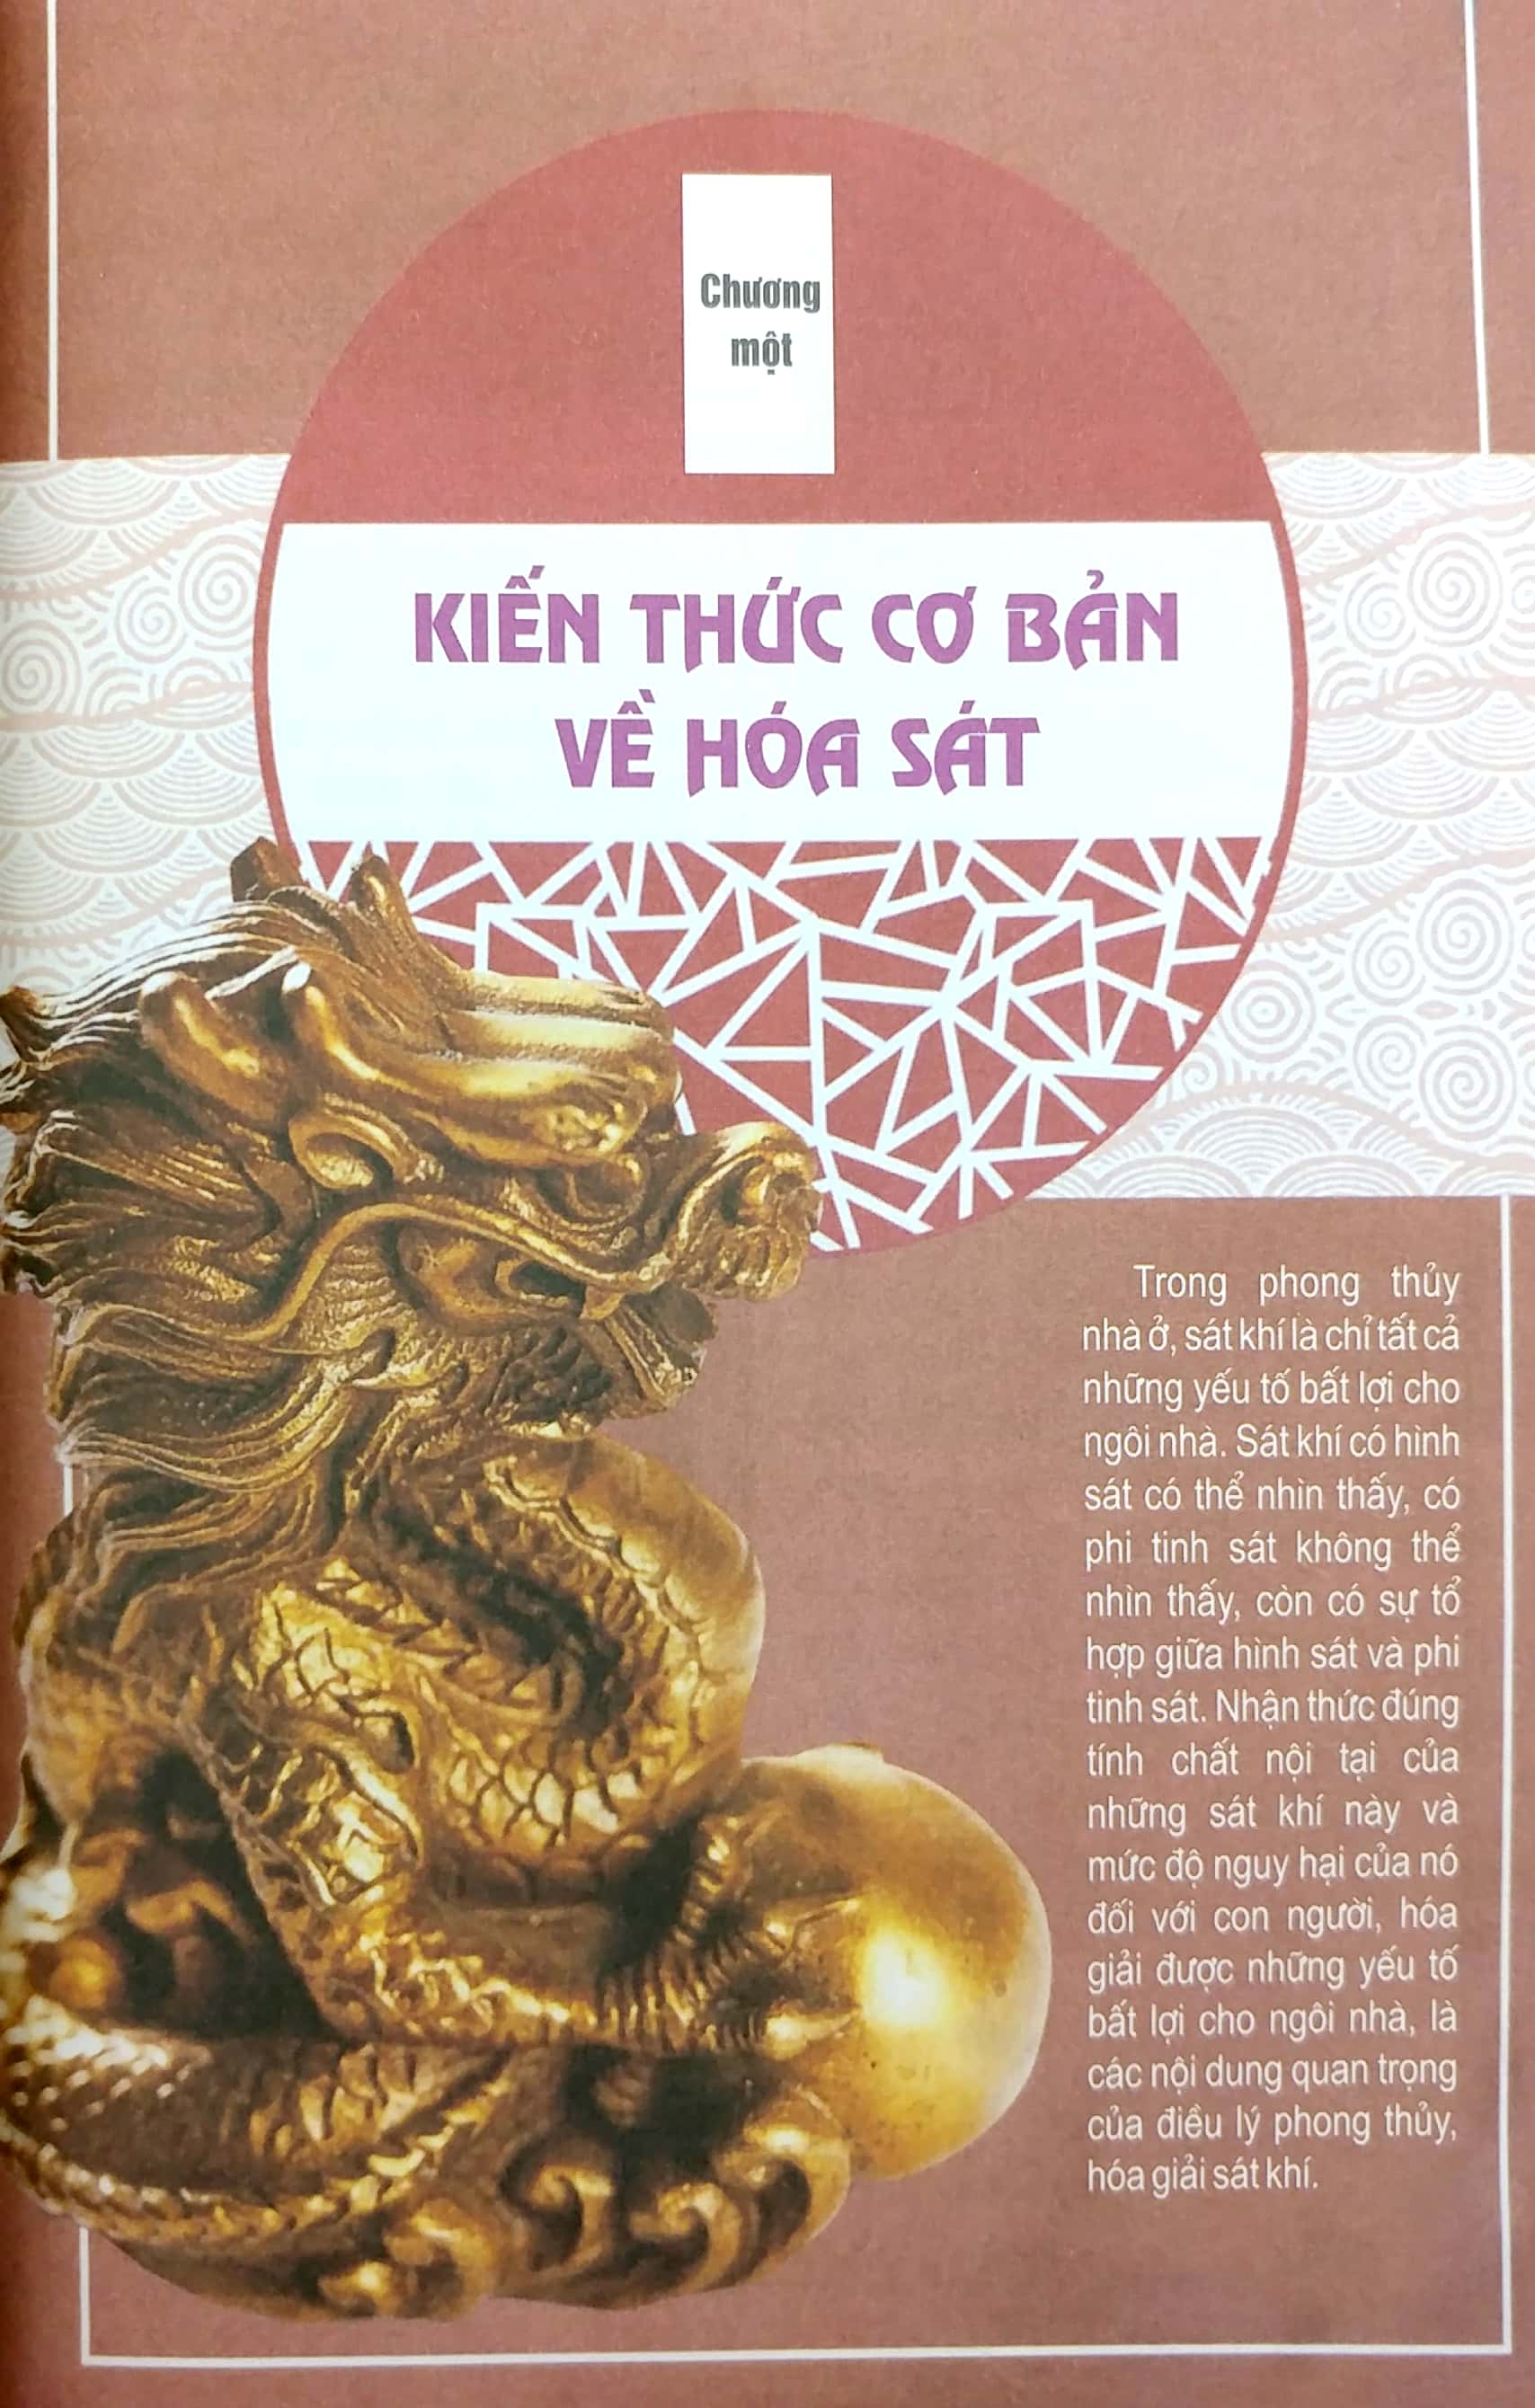 Chương
một
KIẾN THỨC CƠ BẢN
VỀ HÓA SÁT
Trong phong thủy
nhà ở, sát khí là chỉ tất cả
những yếu tố bất lợi cho
ngôi nhà. Sát khí có hình
sát có thể nhìn thấy, có
phi tinh sát không thể
nhìn thấy, còn có sự tổ
hợp giữa hình sát và phi
tinh sát. Nhận thức đúng
tính chất nội tại của
những sát khí này và
mức độ nguy hại của nó
đối với con người, hóa
giải được những yếu tố
bất lợi cho ngôi nhà, là
các nội dung quan trọng
của điều lý phong thủy,
hóa giải sát khí.